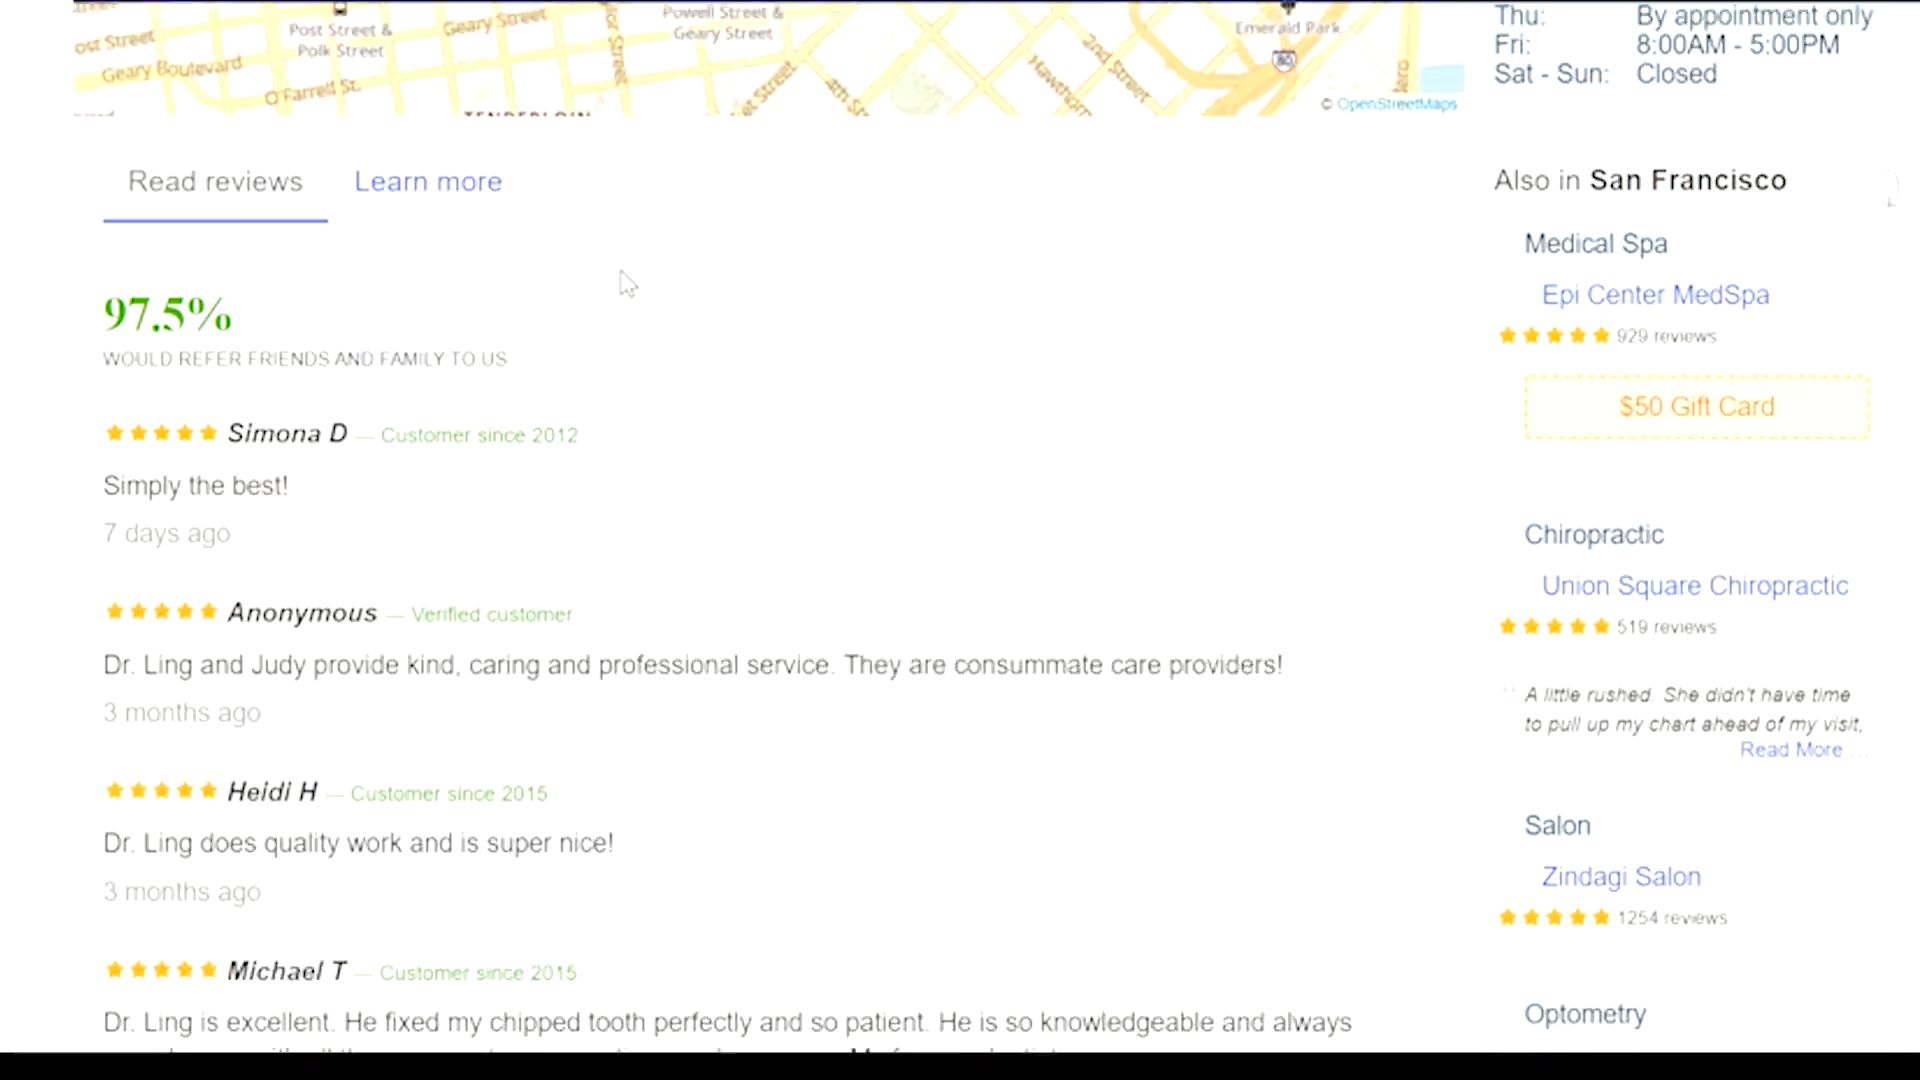 Post Street &
Polk Street
Geary Street
Powell Street &
Geary Street
Emerald Park
80
ost Street
Geary Boulevard
O'Farrell St.
4th St
2nd Street
Hawthorn
TENDERLOIN
© OpenStreetMaps
Thu: By appointment only
Fri: 8:00AM - 5:00PM
Sat - Sun: Closed
Read reviews Learn more
97.5%
WOULD REFER FRIENDS AND FAMILY TO US
Simona D — Customer since 2012
Simply the best!
7 days ago
Anonymous — Verified customer
Dr. Ling and Judy provide kind, caring and professional service. They are consummate care providers!
3 months ago
Heidi H — Customer since 2015
Dr. Ling does quality work and is super nice!
3 months ago
Michael T — Customer since 2015
Dr. Ling is excellent. He fixed my chipped tooth perfectly and so patient. He is so knowledgeable and always
Also in San Francisco
Medical Spa
Epi Center MedSpa
929 reviews
$50 Gift Card
Chiropractic
Union Square Chiropractic
519 reviews
" A little rushed. She didn't have time
to pull up my chart ahead of my visit,
Read More ...
Salon
Zindagi Salon
1254 reviews
Optometry